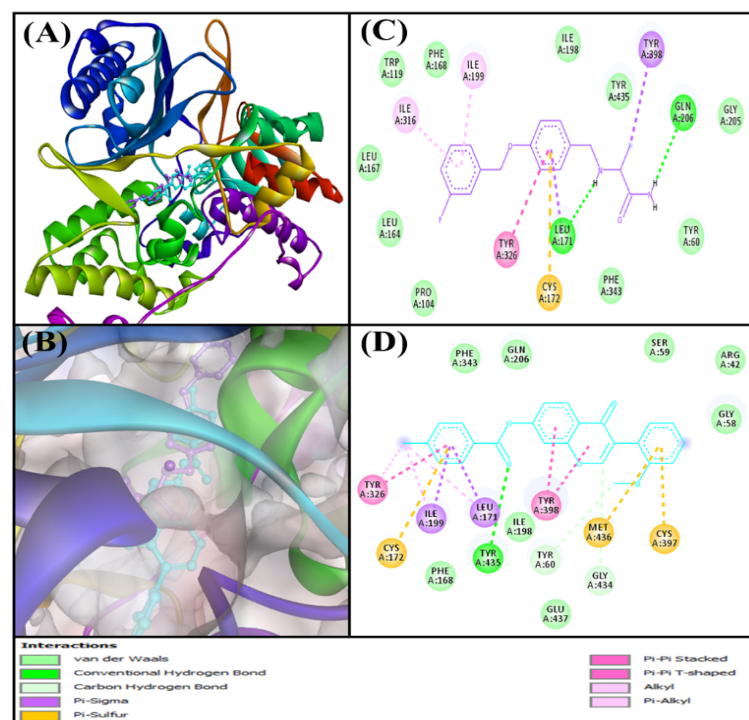 (A)
(B)
(C)
ILE
A:198
PHE
A:168
TRP
A:119
ILE
A:199
TYR
A:398
TYR
A:435
GLN
A:206
GLY
A:205
ILE
A:316
LEU
A:167
LEU
A:164
PRO
A:104
TYR
A:326
LEU
A:171
CYS
A:172
PHE
A:343
TYR
A:60
H
N
O
N
H
H
O
F
(D)
PHE
A:343
GLN
A:206
SER
A:59
ARG
A:42
GLY
A:58
TYR
A:326
ILE
A:199
LEU
A:171
CYS
A:172
PHE
A:168
TYR
A:435
ILE
A:198
TYR
A:398
TYR
A:60
GLU
A:437
GLY
A:434
MET
A:436
CYS
A:397
O
O
O
O
O
Interactions
van der Waals
Conventional Hydrogen Bond
Carbon Hydrogen Bond
Pi-Sigma
Pi-Sulfur
Pi-Pi Stacked
Pi-Pi T-shaped
Alkyl
Pi-Alkyl